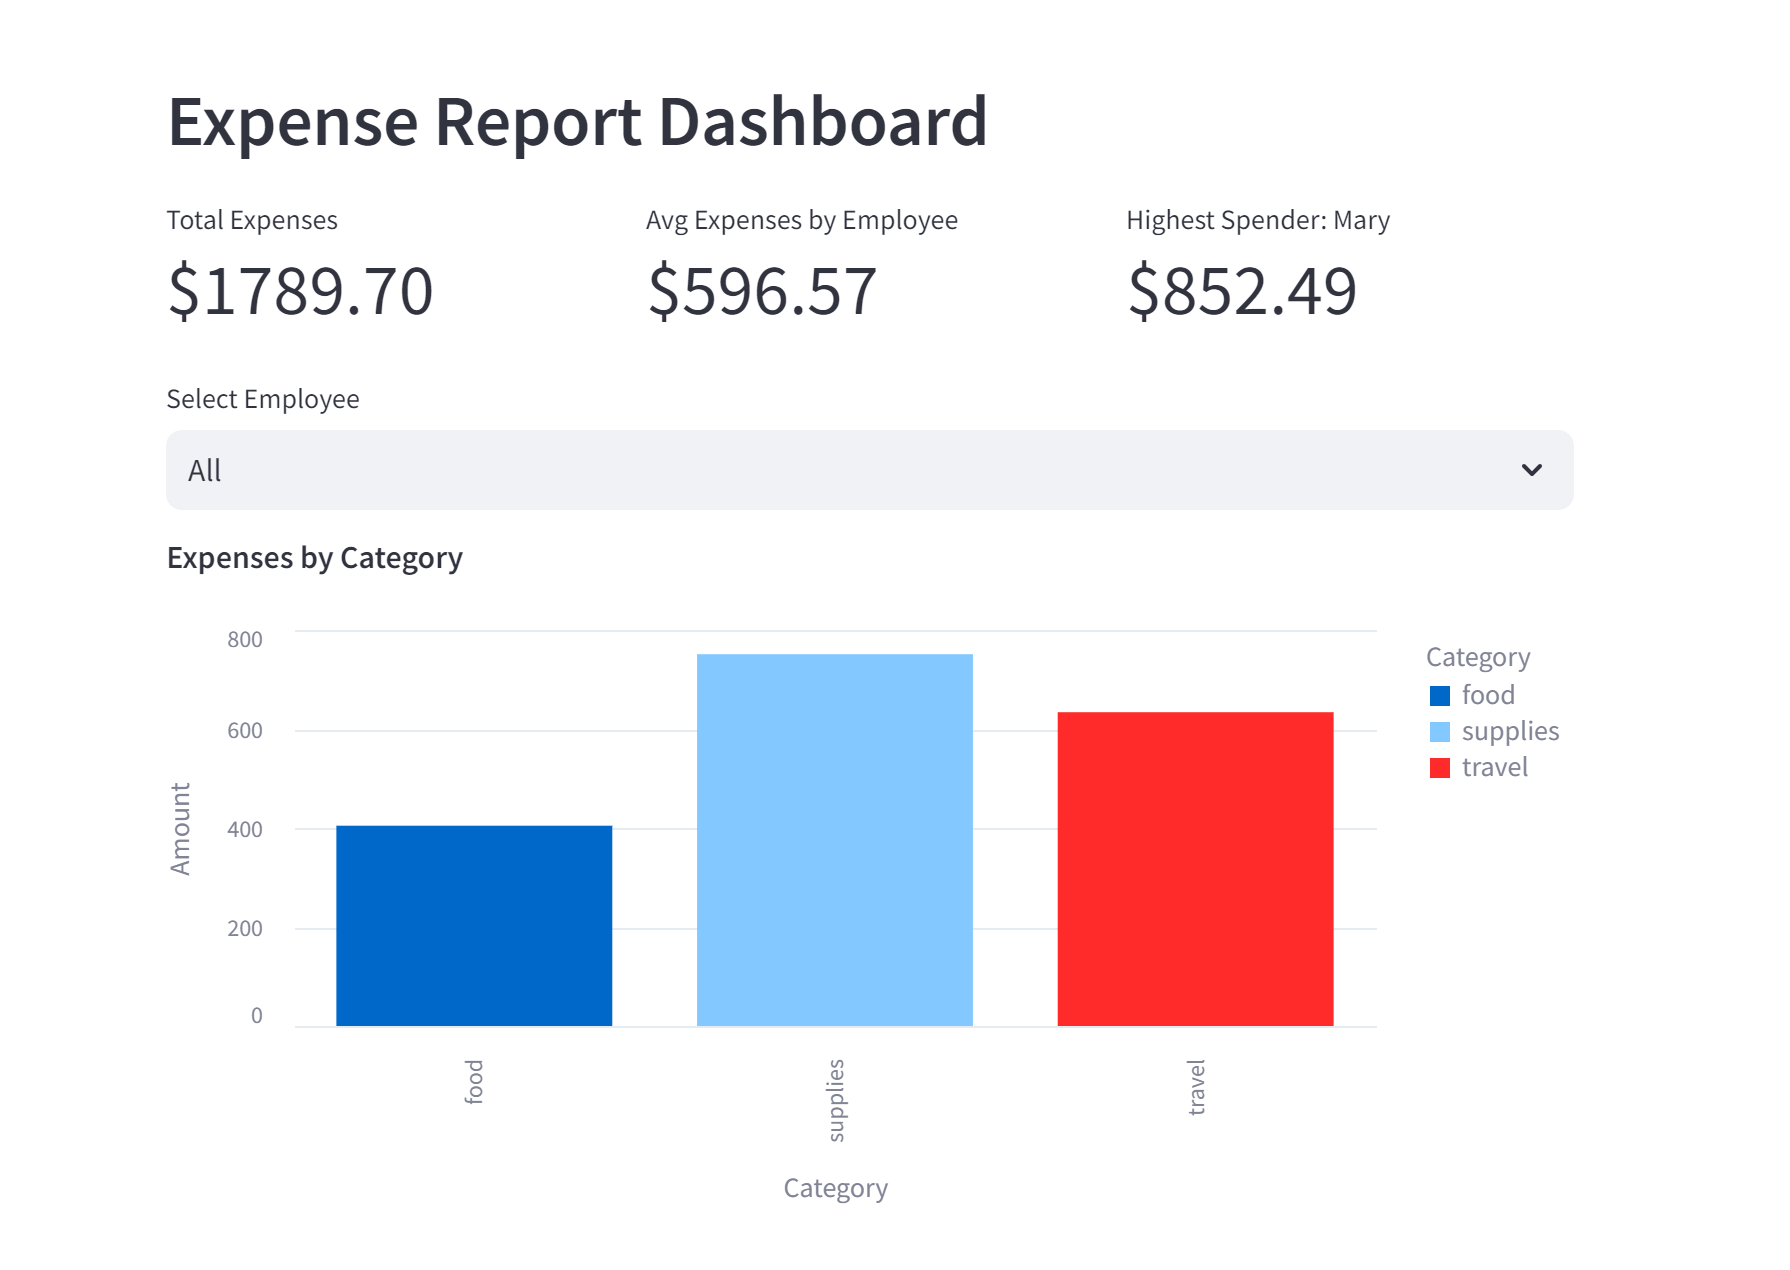 Expense Report Dashboard
Total Expenses
$1789.70
Avg Expenses by Employee
$596.57
Highest Spender: Mary
$852.49
Select Employee
All
Expenses by Category
800
600
400
200
0
Amount
food
supplies
travel
Category
Category
food
supplies
travel